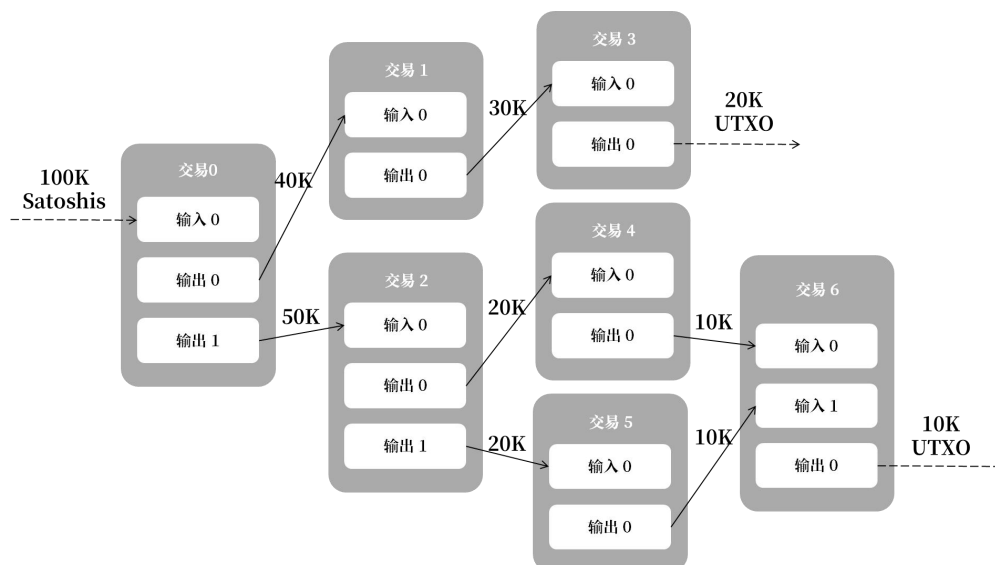 100K
Satoshis
交易0
输入 0
输出 0
输出 1
40K
50K
交易 1
输入 0
输出 0
30K
交易 2
输入 0
输出 0
输出 1
20K
20K
交易 3
输入 0
输出 0
20K
UTXO
交易 4
输入 0
输出 0
10K
交易 5
输入 0
输出 0
10K
交易 6
输入 0
输入 1
输出 0
10K
UTXO